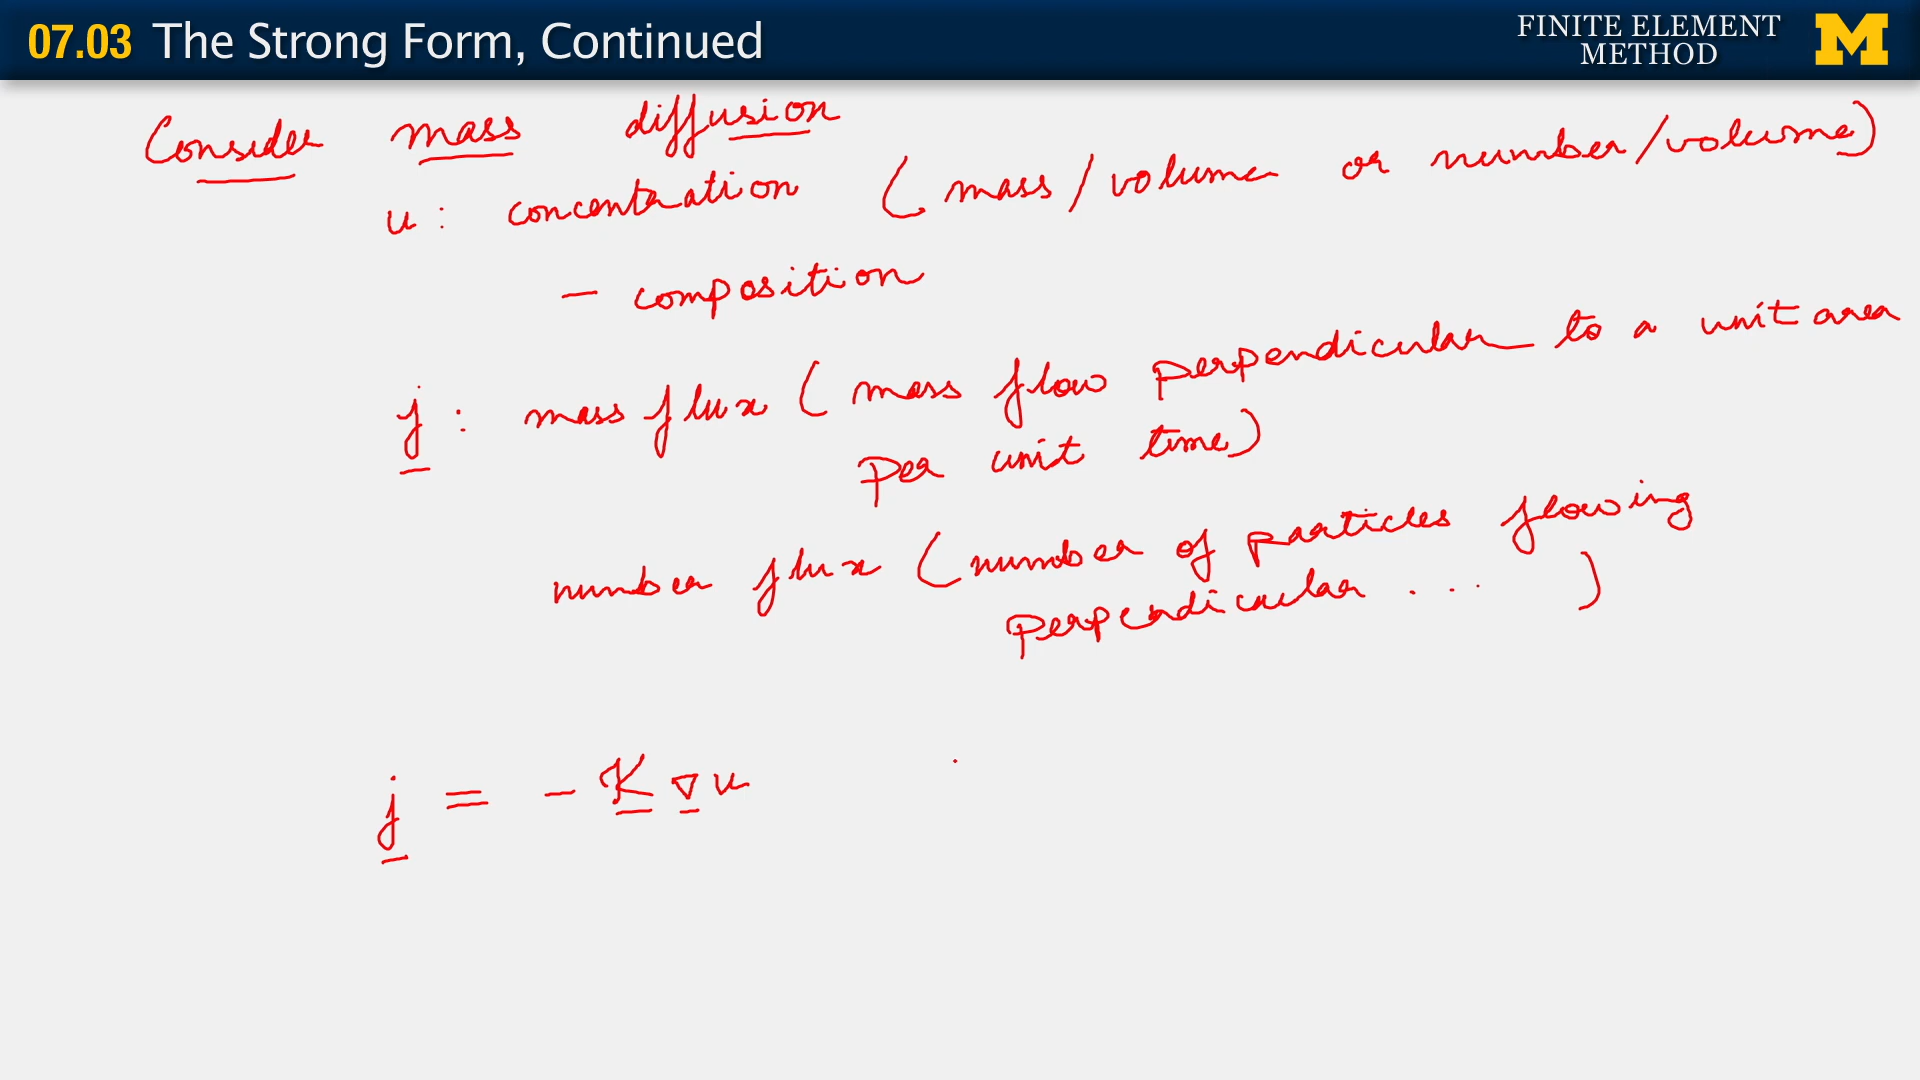 07.03 The Strong Form, Continued
FINITE ELEMENT
METHOD
M
Consider mass diffusion
u : concentration ( mass / volume or number / volume )
- composition
j : mass flux ( mass flow perpendicular to a unit area
per unit time )
number flux ( number of particles flowing
perpendicular ... )
j = - K ∇ u